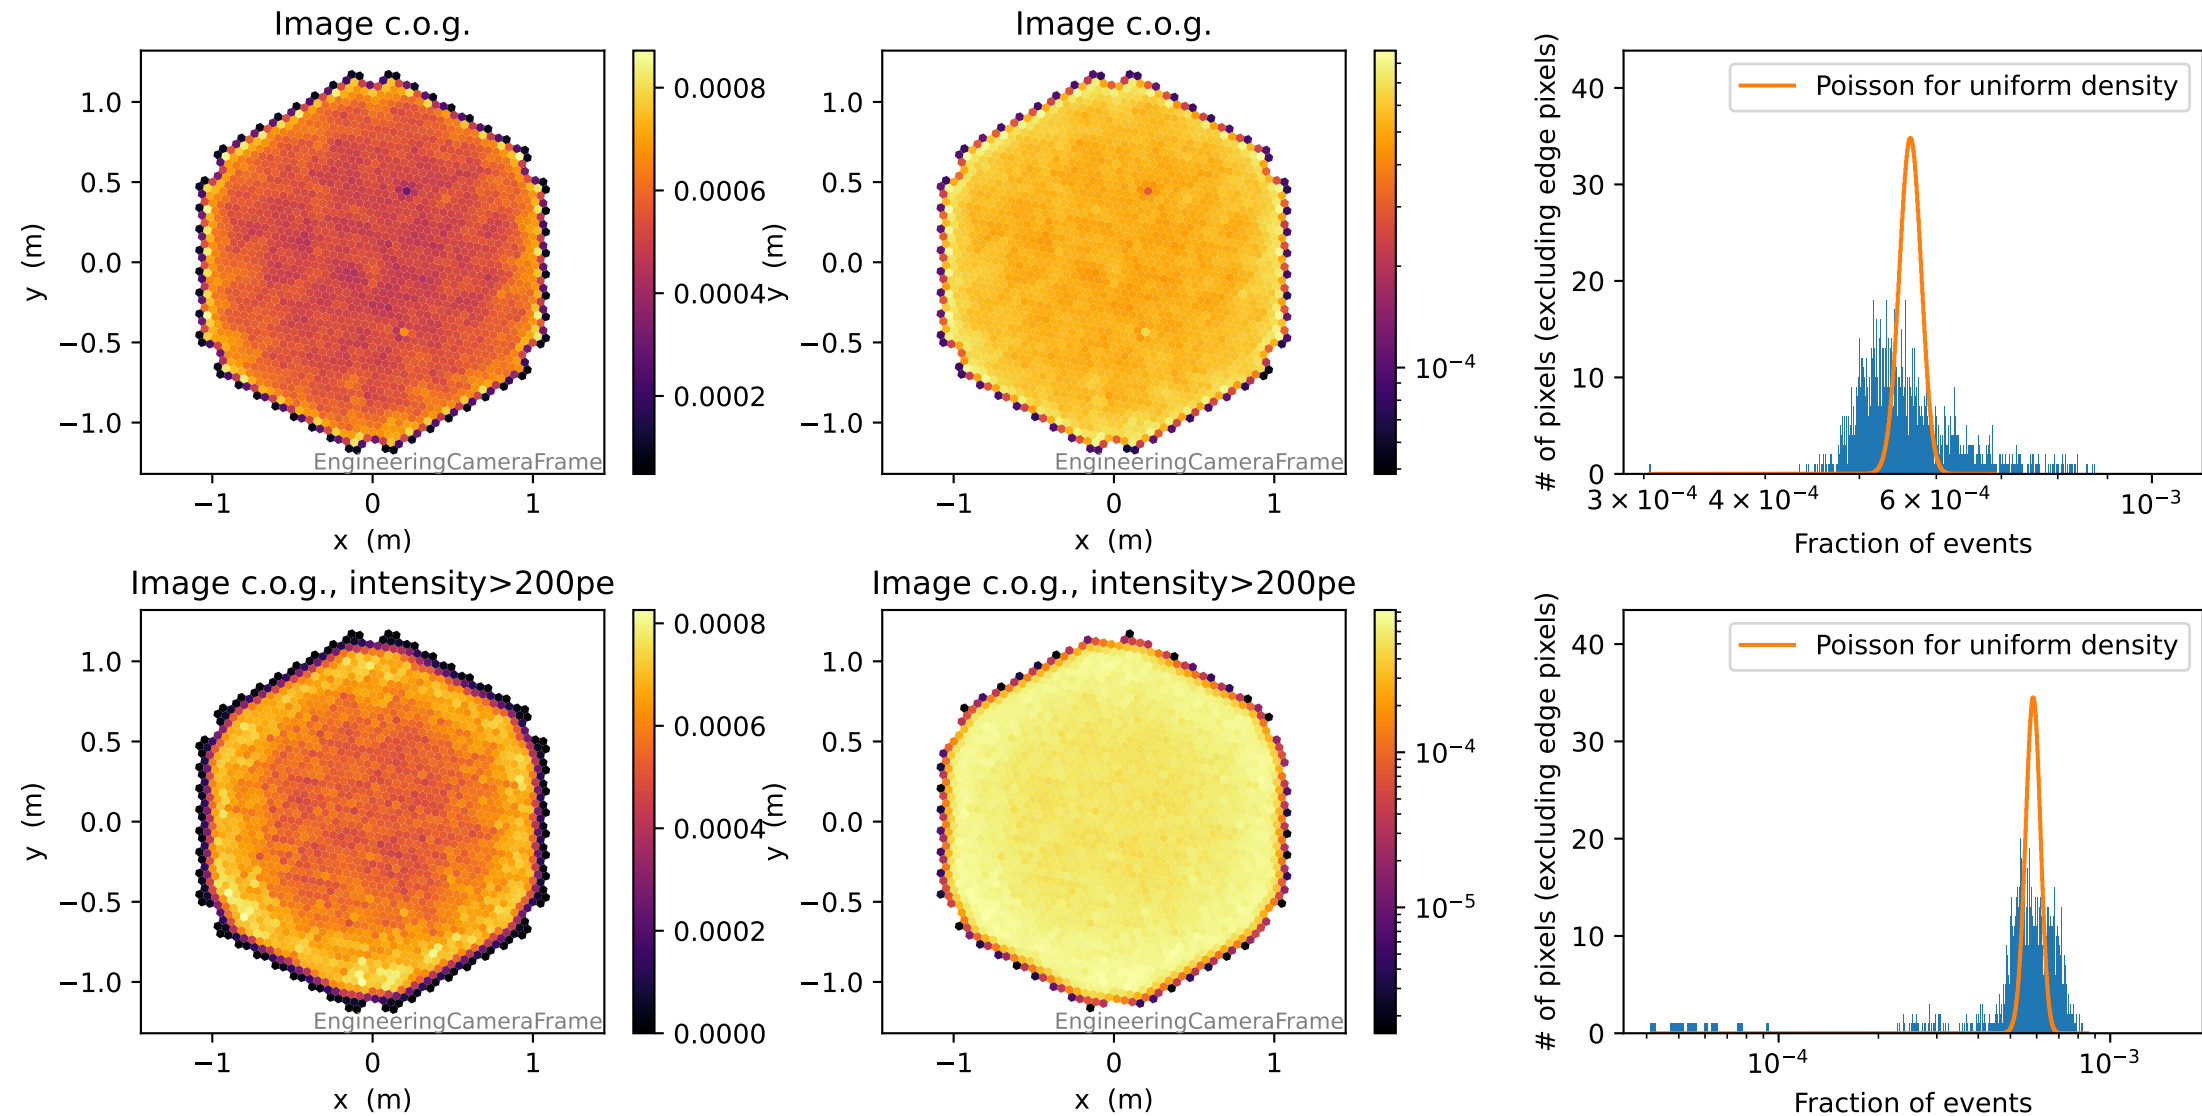 Image c.o.g.
1.0
0.5
0.0
−0.5
−1.0
y (m)
−1
0
1
x (m)
EngineeringCameraFrame
0.0008
0.0006
0.0004
0.0002
Image c.o.g.
1.0
0.5
0.0
−0.5
−1.0
y (m)
−1
0
1
x (m)
EngineeringCameraFrame
10⁻⁴
Poisson for uniform density
# of pixels (excluding edge pixels)
40
30
20
10
0
3 × 10⁻⁴
4 × 10⁻⁴
6 × 10⁻⁴
10⁻³
Fraction of events
Image c.o.g., intensity>200pe
1.0
0.5
0.0
−0.5
−1.0
y (m)
−1
0
1
x (m)
EngineeringCameraFrame
0.0008
0.0006
0.0004
0.0002
0.0000
Image c.o.g., intensity>200pe
1.0
0.5
0.0
−0.5
−1.0
y (m)
−1
0
1
x (m)
EngineeringCameraFrame
10⁻⁴
10⁻⁵
Poisson for uniform density
# of pixels (excluding edge pixels)
40
30
20
10
0
10⁻⁴
10⁻³
Fraction of events